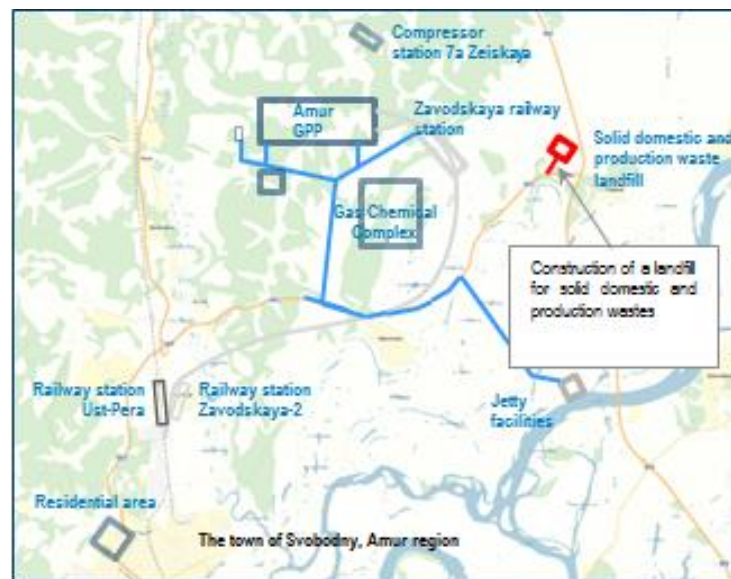 Compressor
station 7a Zeiskaya
Amur
GPP
Zavodskaya railway
station
Solid domestic and
production waste
landfill
Gas Chemical
Complex
Construction of a landfill
for solid domestic and
production wastes
Railway station
Ust-Pera
Railway station
Zavodskaya-2
Jetty
facilities
Residential area
The town of Svobodny, Amur region